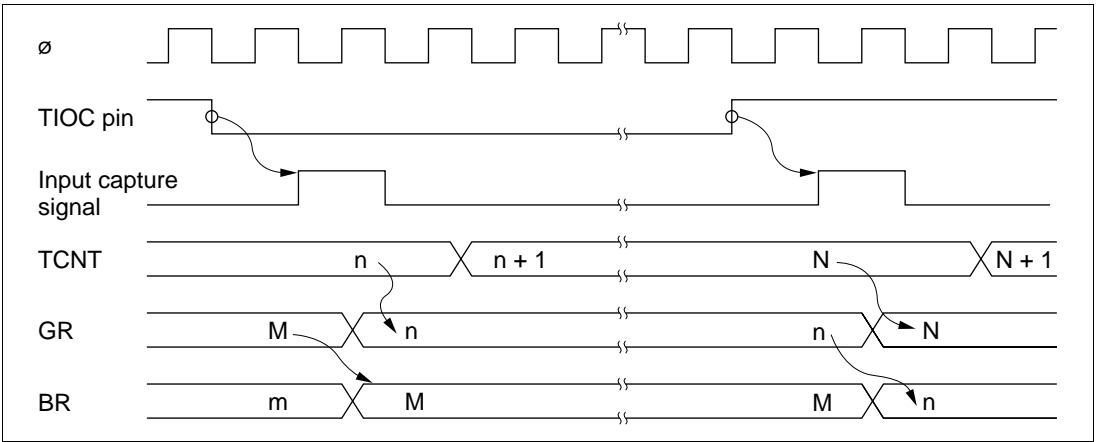 ø
TIOC pin
Input capture
signal
TCNT n n + 1 N N + 1
GR M n n N
BR m M M n